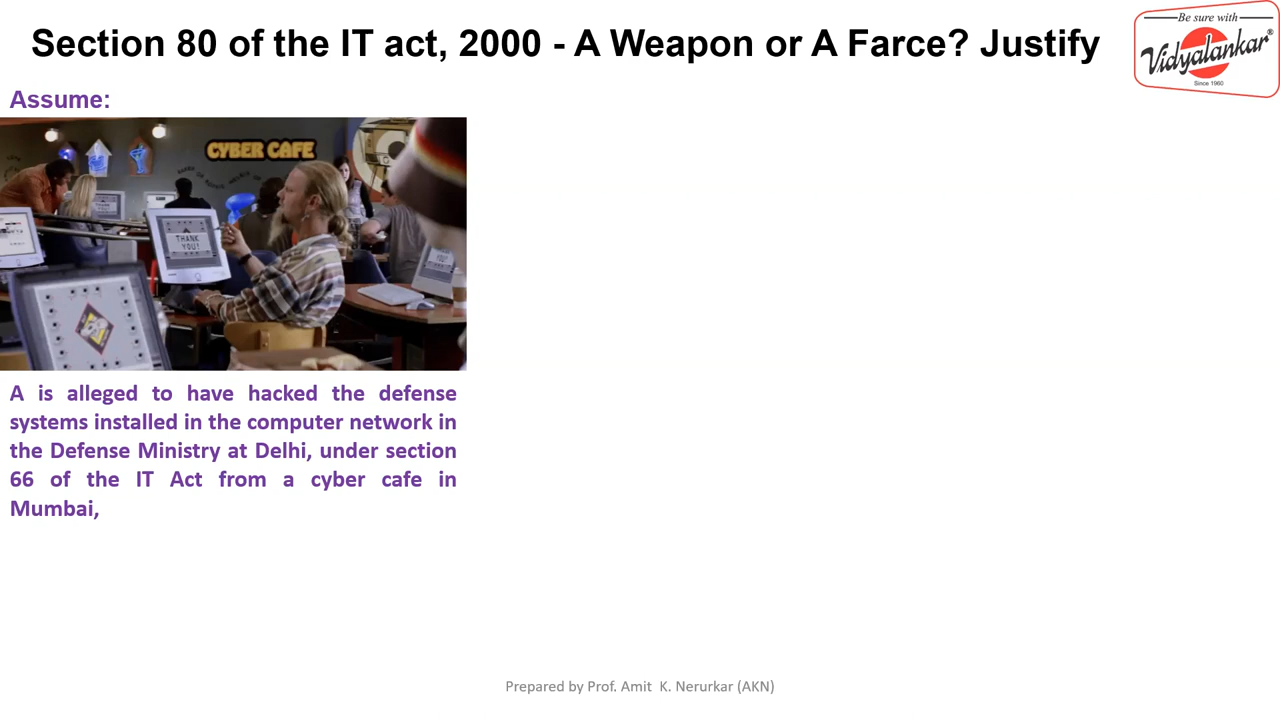 Section 80 of the IT act, 2000 - A Weapon or A Farce? Justify
Be sure with
Vidyalankar®
Since 1960
Assume:
CYBER CAFE
THANK
YOU!
A is alleged to have hacked the defense
systems installed in the computer network in
the Defense Ministry at Delhi, under section
66 of the IT Act from a cyber cafe in
Mumbai,
Prepared by Prof. Amit K. Nerurkar (AKN)